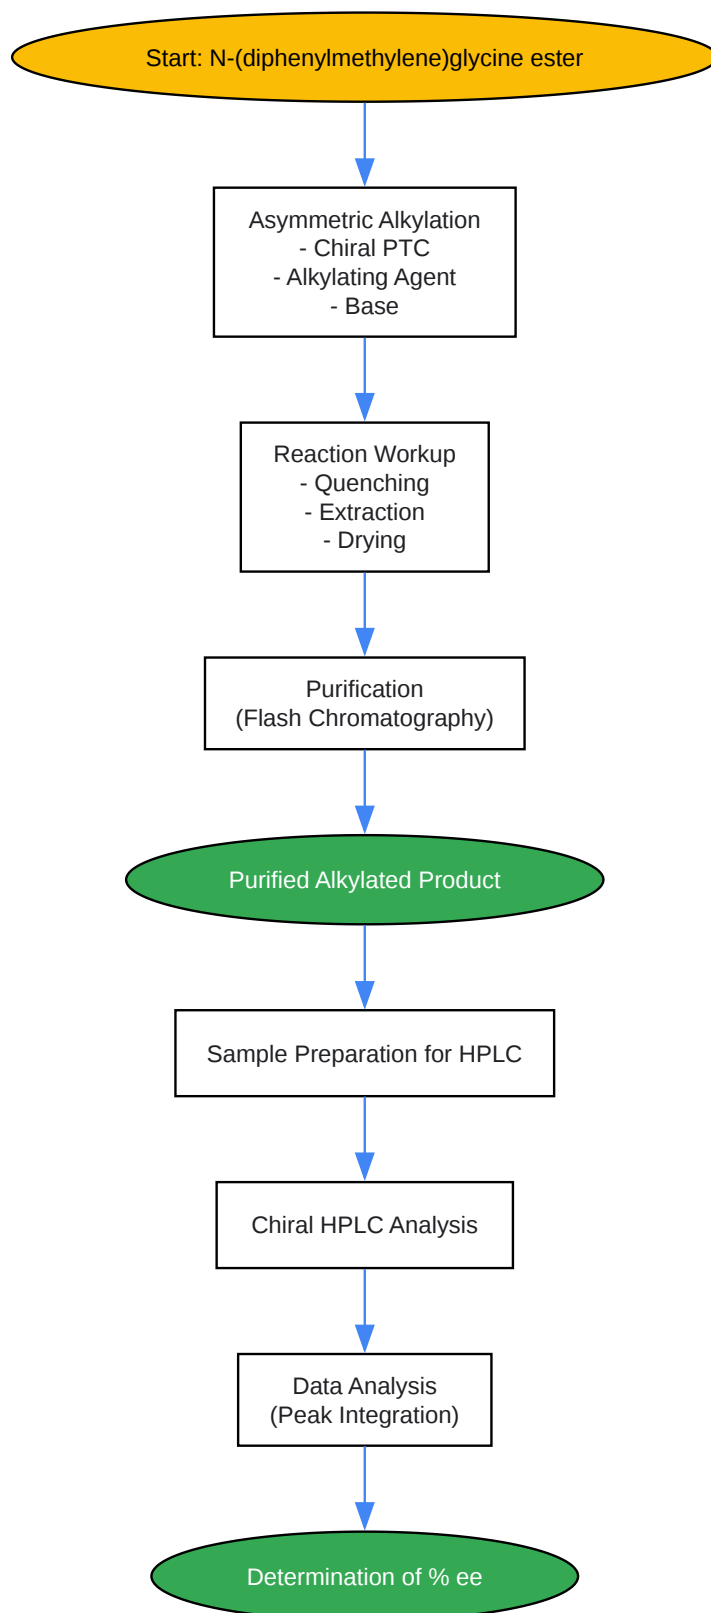 Start: N-(diphenylmethylene)glycine ester
Asymmetric Alkylation
- Chiral PTC
- Alkylating Agent
- Base
Reaction Workup
- Quenching
- Extraction
- Drying
Purification
(Flash Chromatography)
Purified Alkylated Product
Sample Preparation for HPLC
Chiral HPLC Analysis
Data Analysis
(Peak Integration)
Determination of % ee